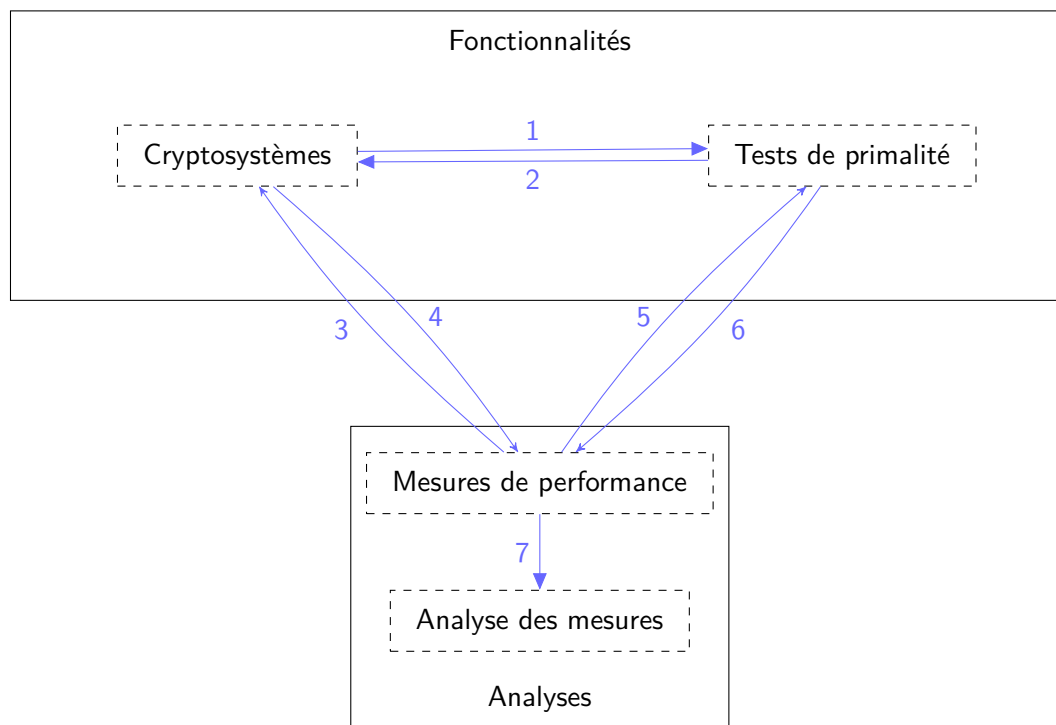 Fonctionnalités
1
Cryptosystèmes
Tests de primalité
2
3
4
5
6
Mesures de performance
7
Analyse des mesures
Analyses